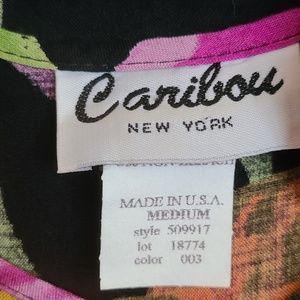 Caribou
NEW YORK
MADE IN U.S.A.
MEDIUM
style 509917
lot 18774
color 003